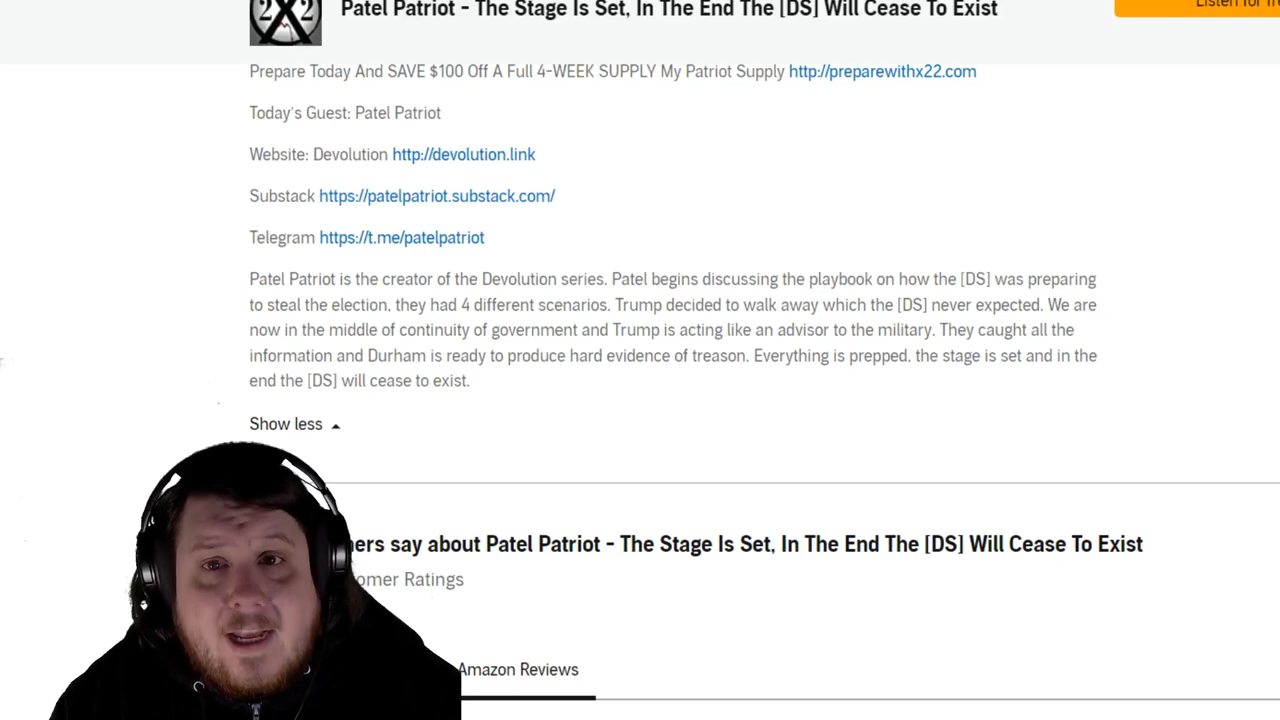 2X2
Patel Patriot - The Stage Is Set, In The End The [DS] Will Cease To Exist
Listen for fre
Prepare Today And SAVE $100 Off A Full 4-WEEK SUPPLY My Patriot Supply http://preparewithx22.com
Today's Guest: Patel Patriot
Website: Devolution http://devolution.link
Substack https://patelpatriot.substack.com/
Telegram https://t.me/patelpatriot
Patel Patriot is the creator of the Devolution series. Patel begins discussing the playbook on how the [DS] was preparing
to steal the election, they had 4 different scenarios. Trump decided to walk away which the [DS] never expected. We are
now in the middle of continuity of government and Trump is acting like an advisor to the military. They caught all the
information and Durham is ready to produce hard evidence of treason. Everything is prepped, the stage is set and in the
end the [DS] will cease to exist.
Show less
ners say about Patel Patriot - The Stage Is Set, In The End The [DS] Will Cease To Exist
omer Ratings
Amazon Reviews